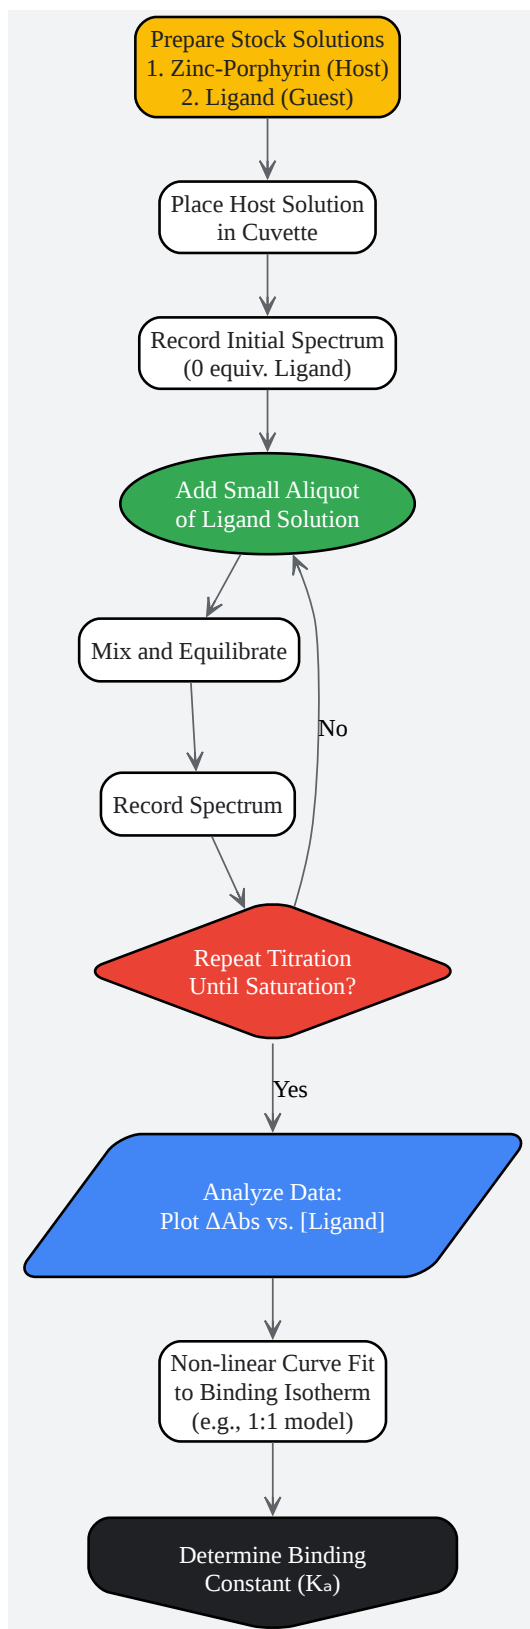 Prepare Stock Solutions
1. Zinc-Porphyrin (Host)
2. Ligand (Guest)
Place Host Solution
in Cuvette
Record Initial Spectrum
(0 equiv. Ligand)
Add Small Aliquot
of Ligand Solution
Mix and Equilibrate
No
Record Spectrum
Repeat Titration
Until Saturation?
Yes
Analyze Data:
Plot ΔAbs vs. [Ligand]
Non-linear Curve Fit
to Binding Isotherm
(e.g., 1:1 model)
Determine Binding
Constant (Kₐ)